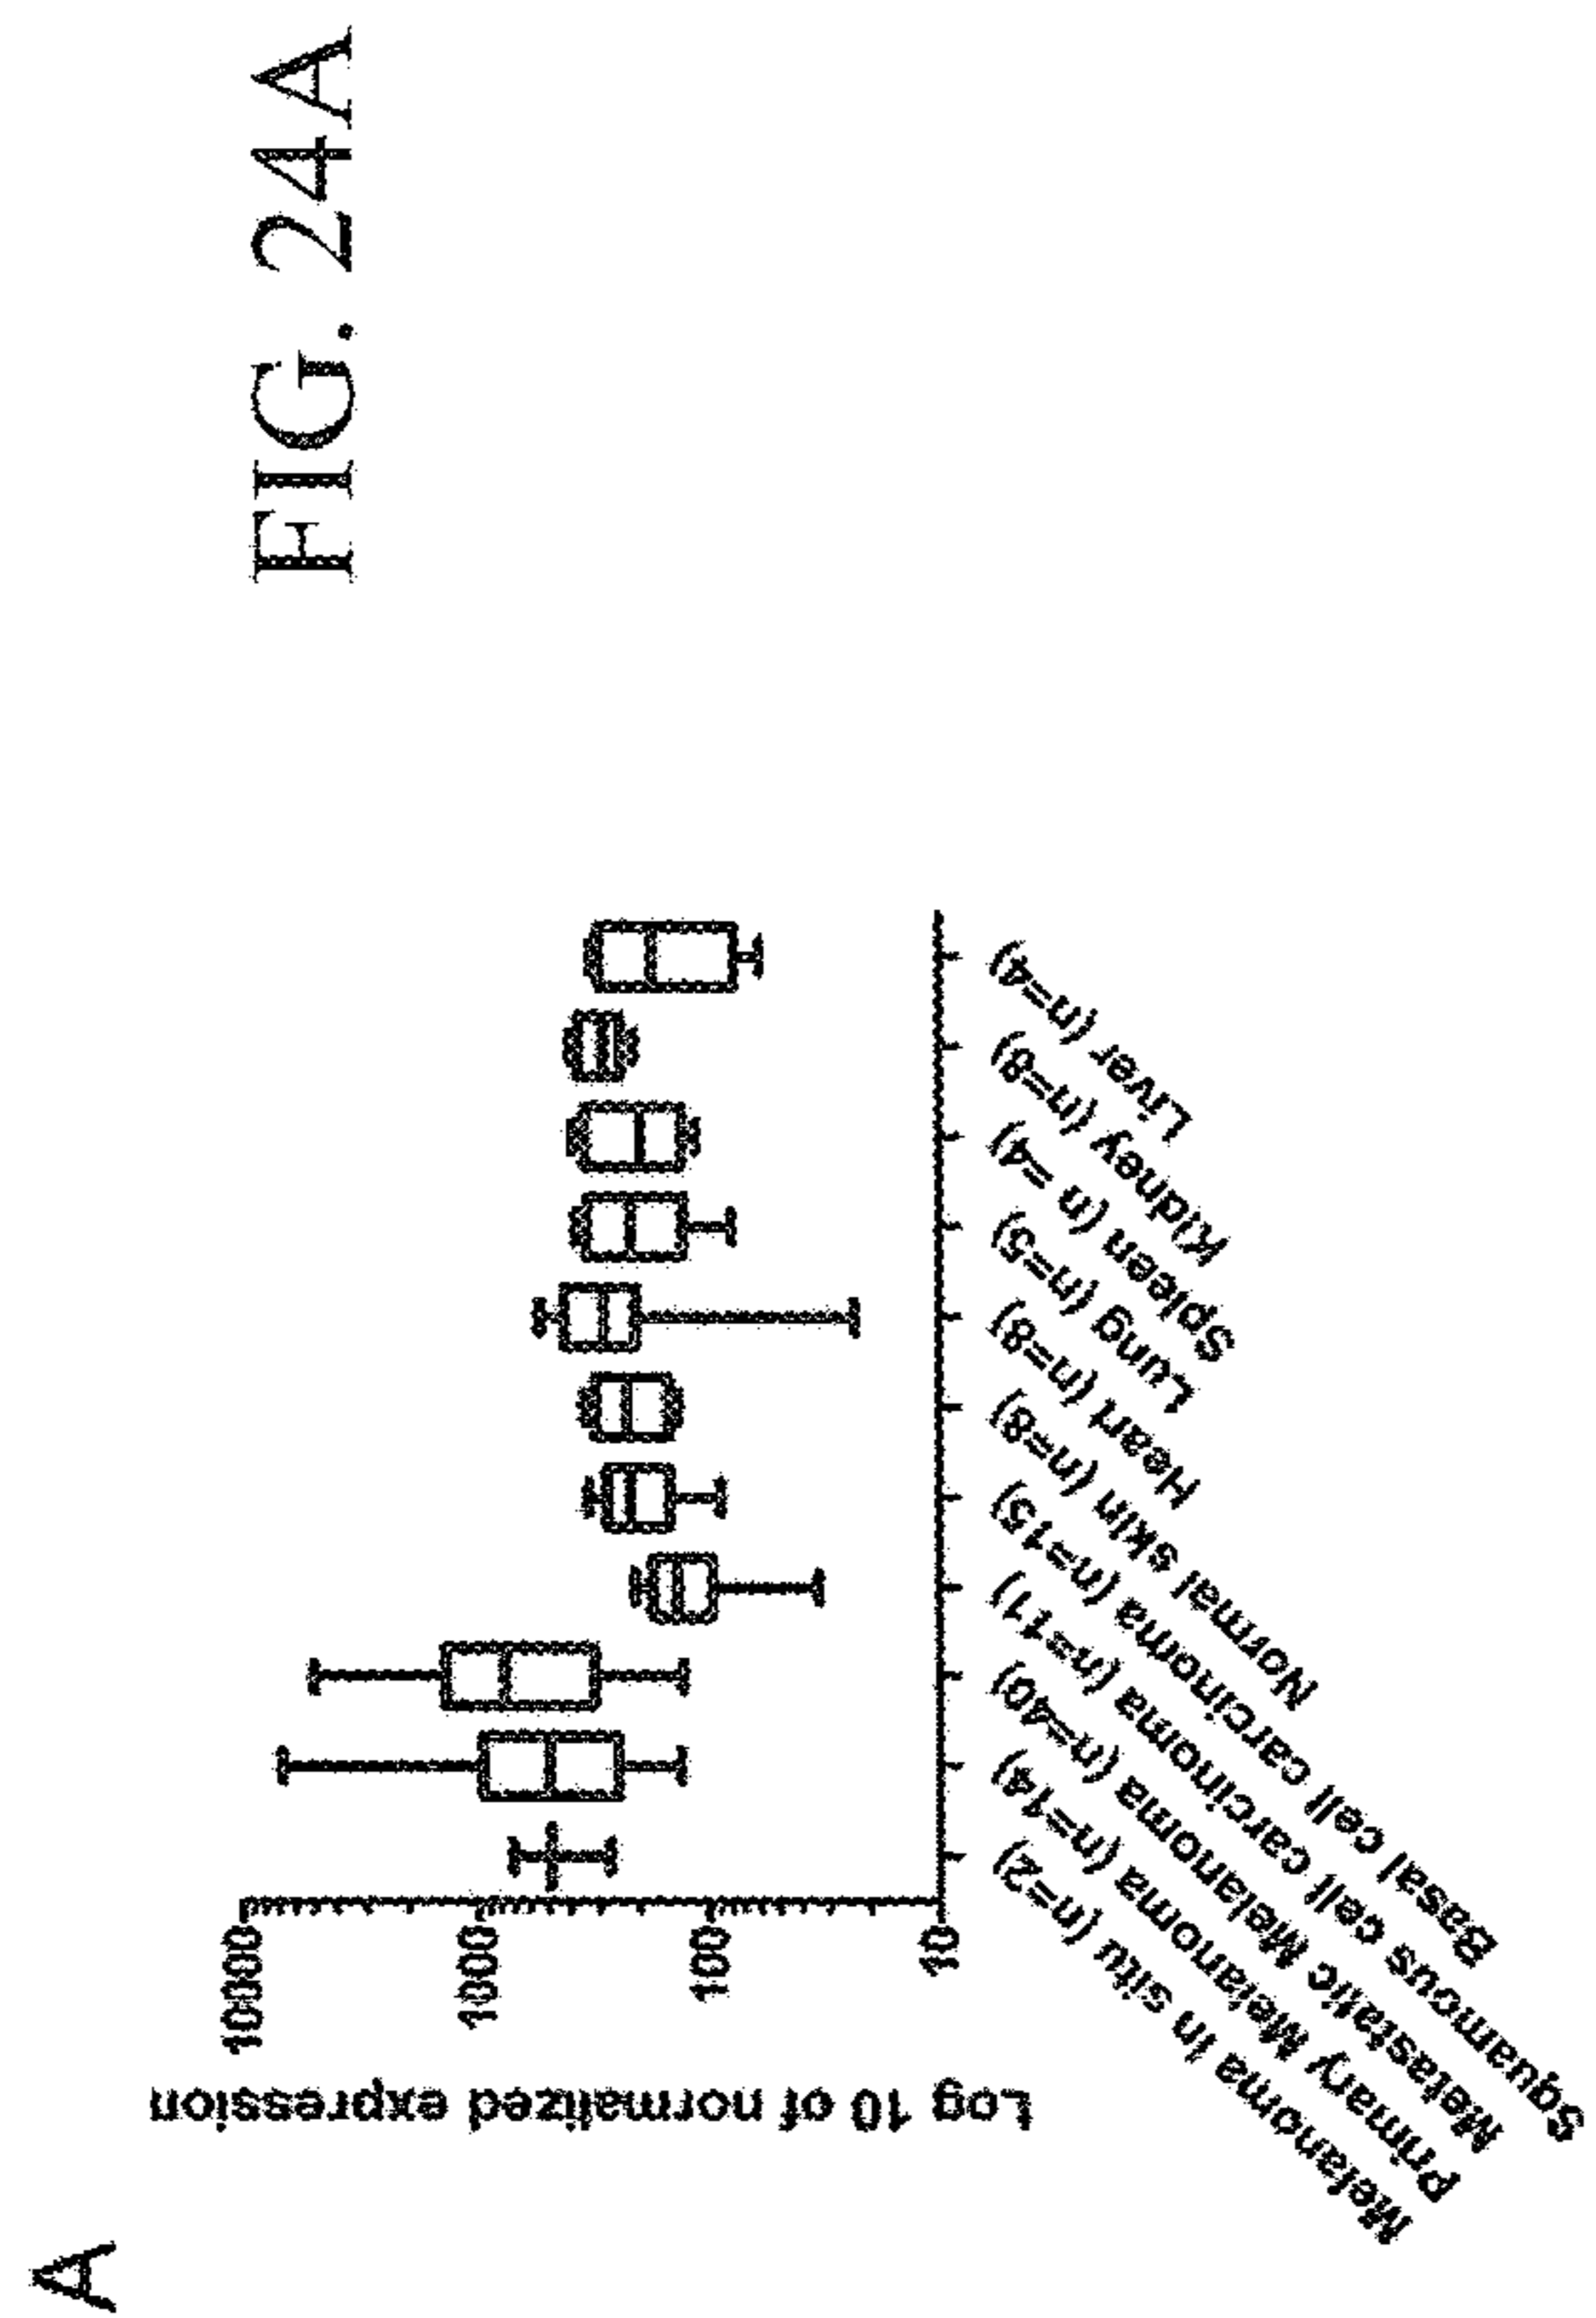 FIG. 24A
A
Log 10 of normalized expression
10000
1000
100
10
Melanoma in situ (n=2)
Primary Melanoma (n=14)
Metastatic Melanoma (n=40)
Squamous cell carcinoma (n=11)
Basal cell carcinoma (n=15)
Normal skin (n=8)
Heart (n=8)
Lung (n=5)
Spleen (n =4)
Kidney (n=8)
Liver (n=4)